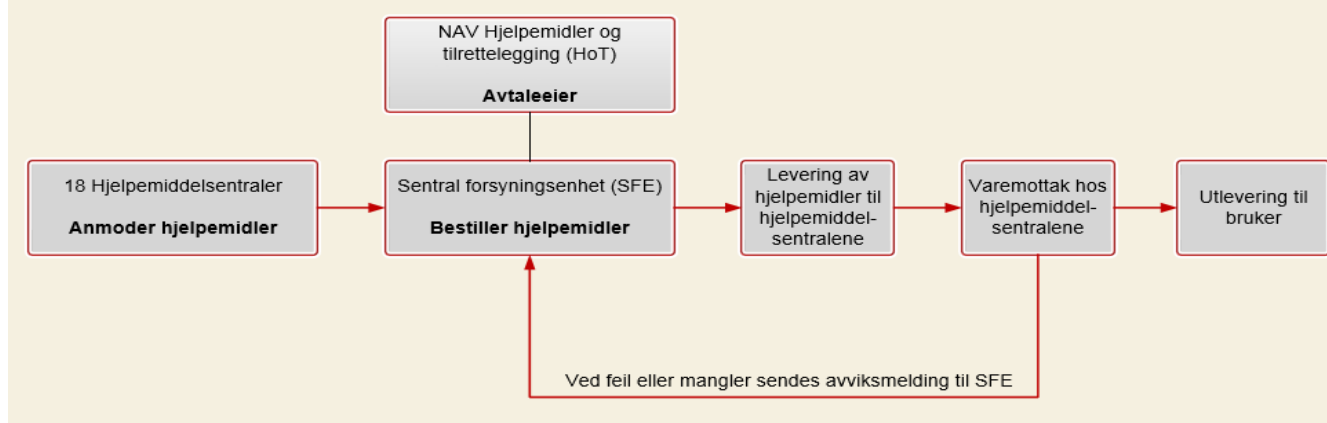 NAV Hjelpemidler og
tilrettelegging (HoT)
Avtaleeier
18 Hjelpemiddelsentraler
Anmoder hjelpemidler
Sentral forsyningsenhet (SFE)
Bestiller hjelpemidler
Levering av
hjelpemidler til
hjelpemiddel-
sentralene
Varemottak hos
hjelpemiddel-
sentralene
Utlevering til
bruker
Ved feil eller mangler sendes avviksmelding til SFE